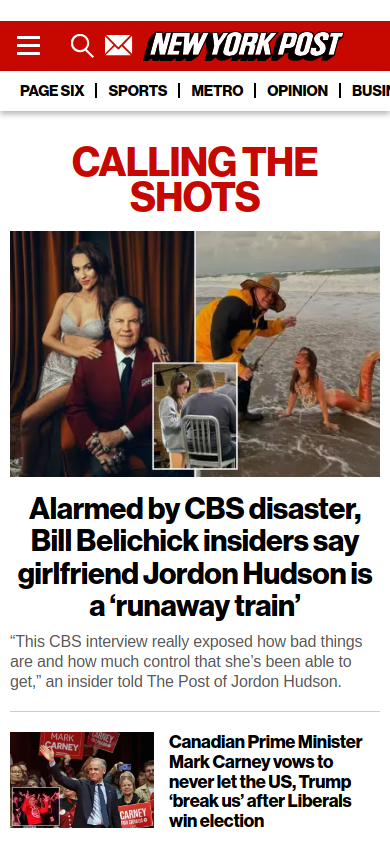 NEW YORK POST
PAGE SIX
SPORTS
METRO
OPINION
BUSI
CALLING THE
SHOTS
Alarmed by CBS disaster,
Bill Belichick insiders say
girlfriend Jordon Hudson is
a ‘runaway train’
“This CBS interview really exposed how bad things
are and how much control that she’s been able to
get,” an insider told The Post of Jordon Hudson.
MARK
CARNEY
CARNEY
Canadian Prime Minister
Mark Carney vows to
never let the US, Trump
‘break us’ after Liberals
win election